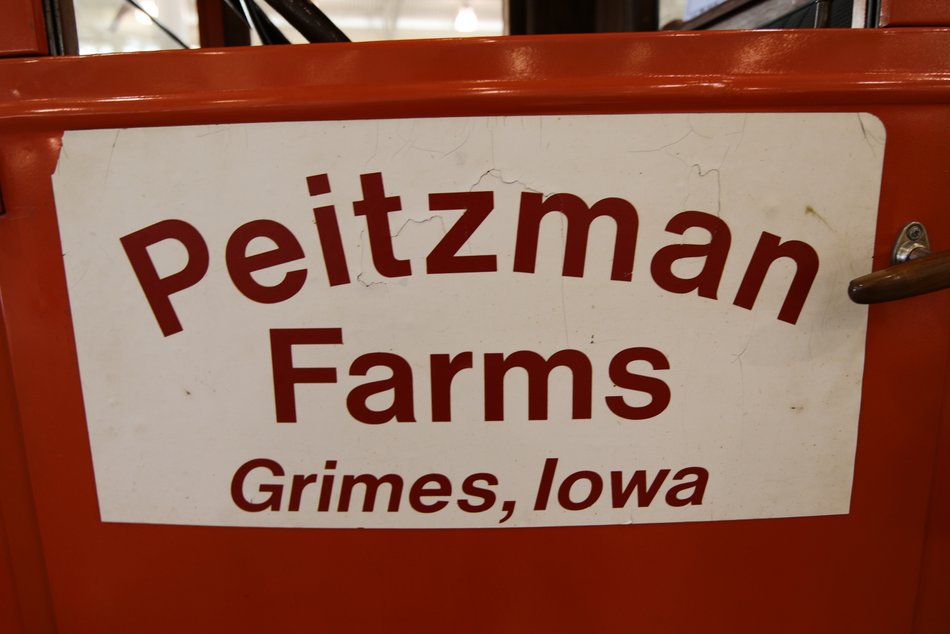 Peitzman
Farms
Grimes, Iowa